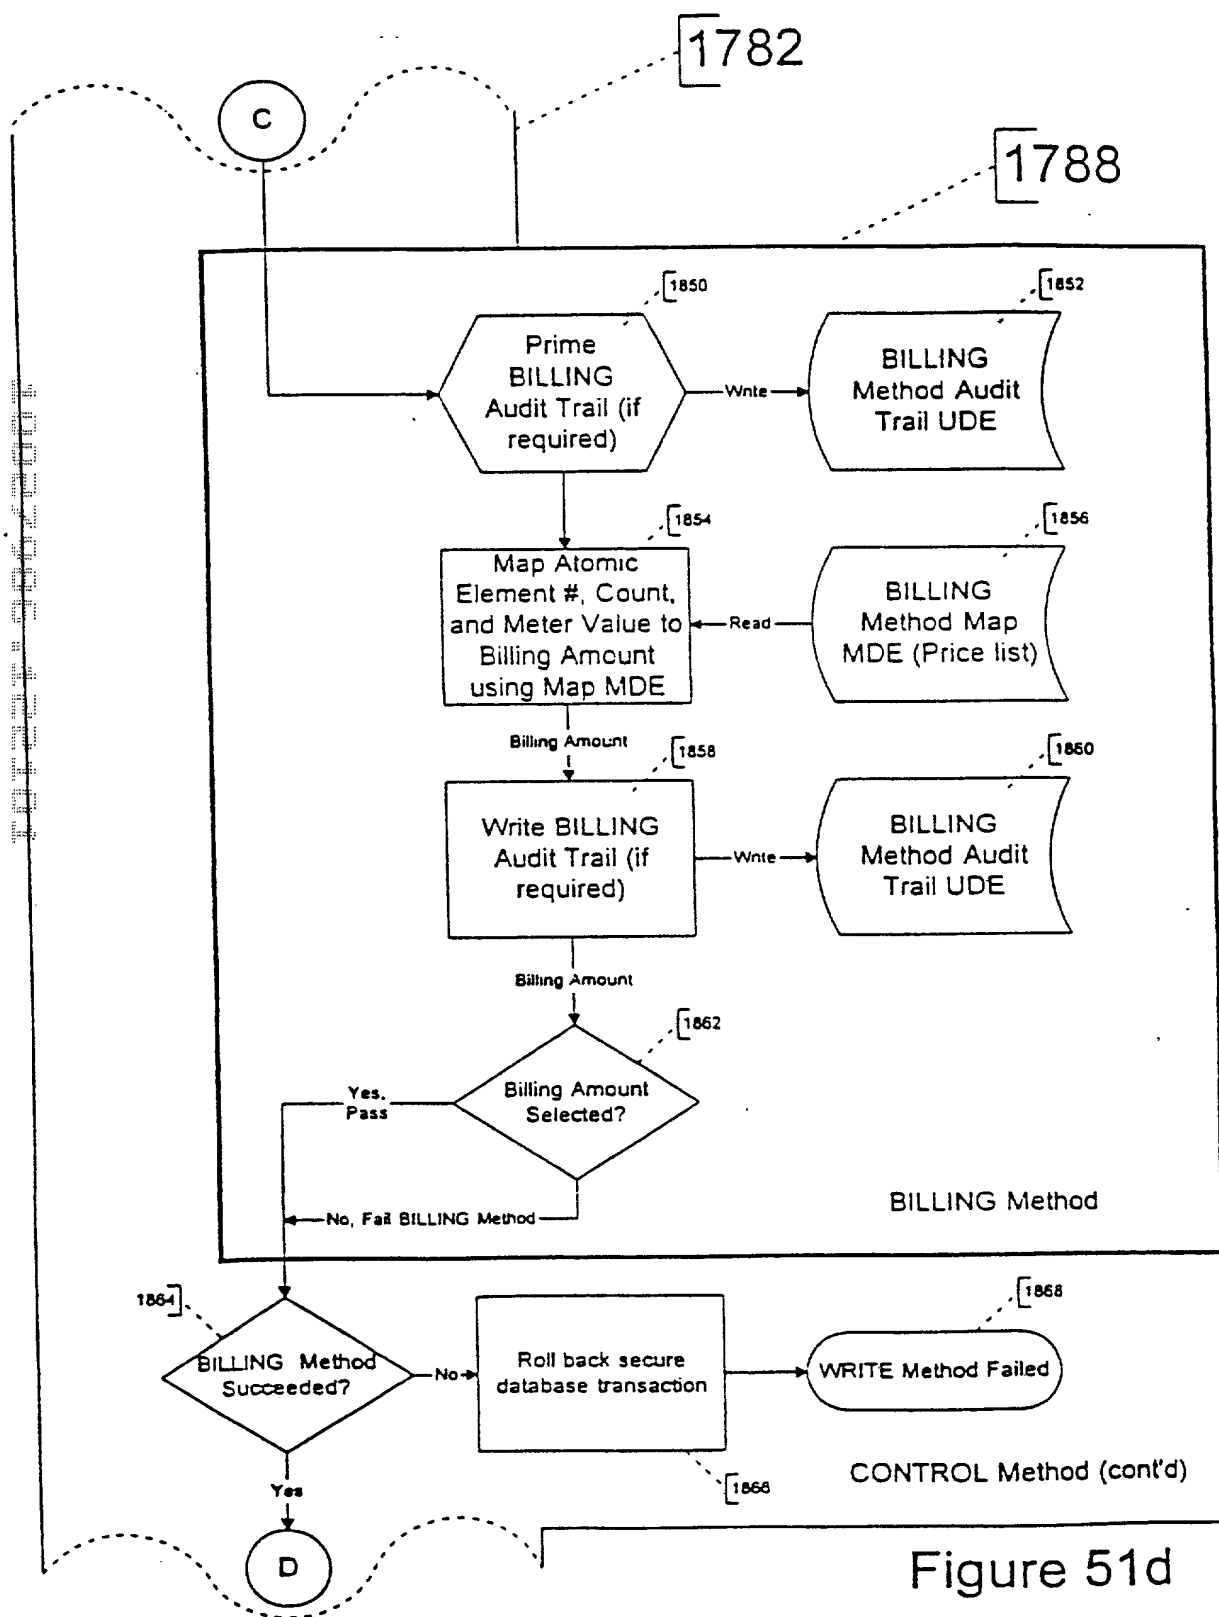 1782
C
1788
1850
1852
Prime
BILLING
Audit Trail (if
required)
Write
BILLING
Method Audit
Trail UDE
1854
1856
Map Atomic
Element #, Count,
and Meter Value to
Billing Amount
using Map MDE
Read
BILLING
Method Map
MDE (Price list)
Billing Amount
1858
1860
Write BILLING
Audit Trail (if
required)
Write
BILLING
Method Audit
Trail UDE
Billing Amount
1862
Billing Amount
Selected?
Yes,
Pass
No, Fail BILLING Method
BILLING Method
1864
1868
BILLING Method
Succeeded?
No
Roll back secure
database transaction
WRITE Method Failed
1866
CONTROL Method (cont'd)
Yes
D
Figure 51d